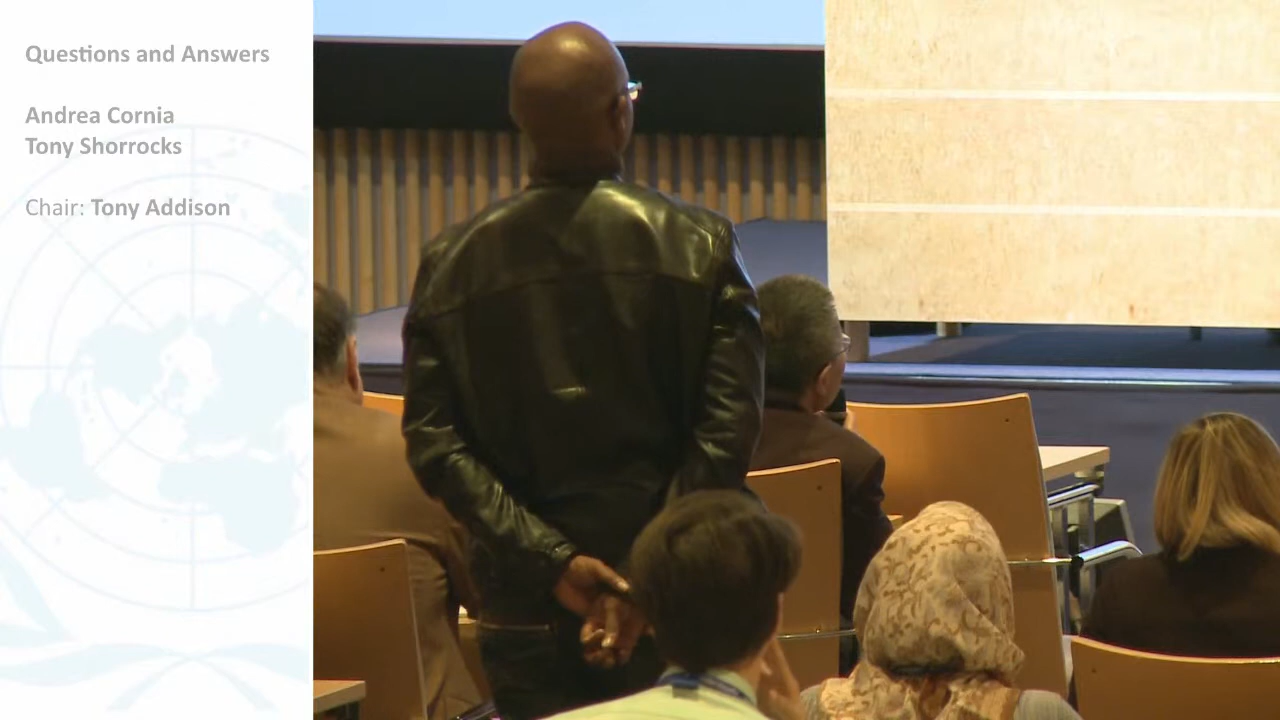 Questions and Answers
Andrea Cornia
Tony Shorrocks
Chair: Tony Addison